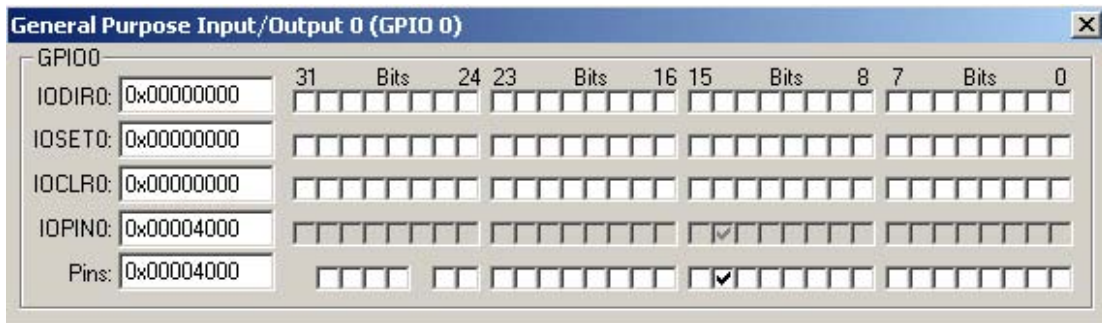 General Purpose Input/Output 0 (GPIO 0)
GPIO0
31 Bits 24 23 Bits 16 15 Bits 8 7 Bits 0
IODIR0: 0x00000000
IOSET0: 0x00000000
IOCLR0: 0x00000000
IOPIN0: 0x00004000
Pins: 0x00004000